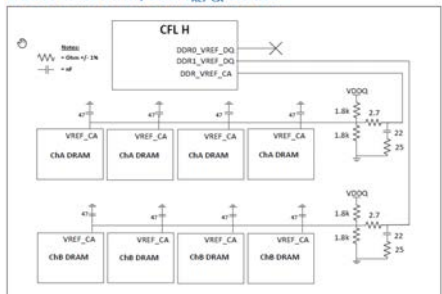 REF_CA
CFL H
Notes:
= Ohm +/- 1%
= nF
DDR0_VREF_DQ
DDR1_VREF_DQ
DDR_VREF_CA
VDDQ
47 47 47 47
1.8k 2.7
1.8k 22
25
VREF_CA VREF_CA VREF_CA VREF_CA
ChA DRAM ChA DRAM ChA DRAM ChA DRAM
VDDQ
47 47 47 47
1.8k 2.7
1.8k 22
25
VREF_CA VREF_CA VREF_CA VREF_CA
ChB DRAM ChB DRAM ChB DRAM ChB DRAM